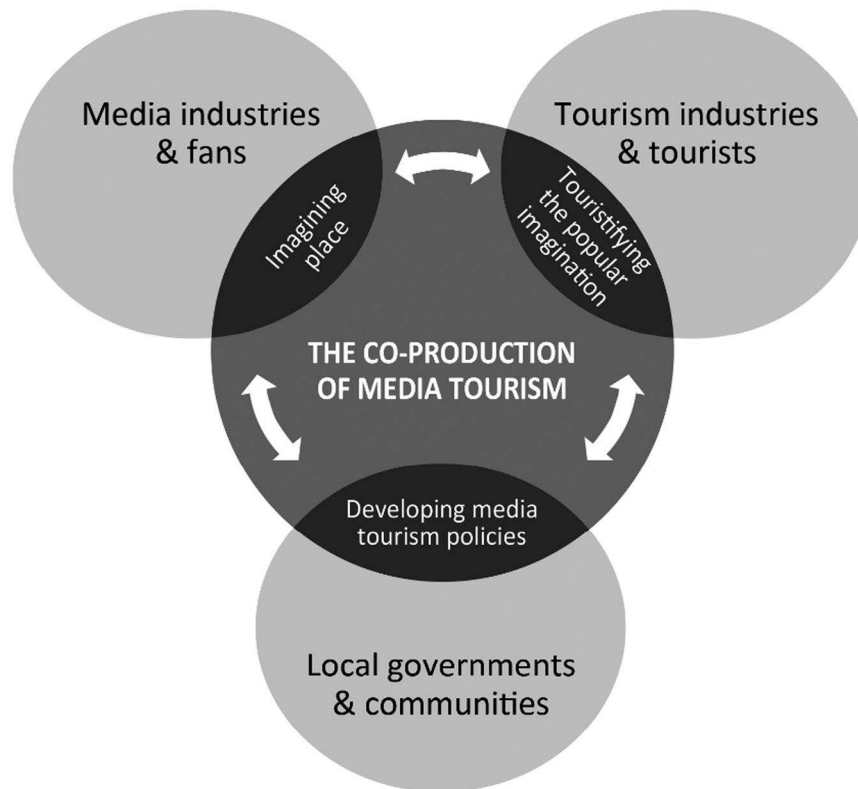 Media industries
& fans
Tourism industries
& tourists
Imagining
place
Touristifying
the popular
imagination
THE CO-PRODUCTION
OF MEDIA TOURISM
Developing media
tourism policies
Local governments
& communities